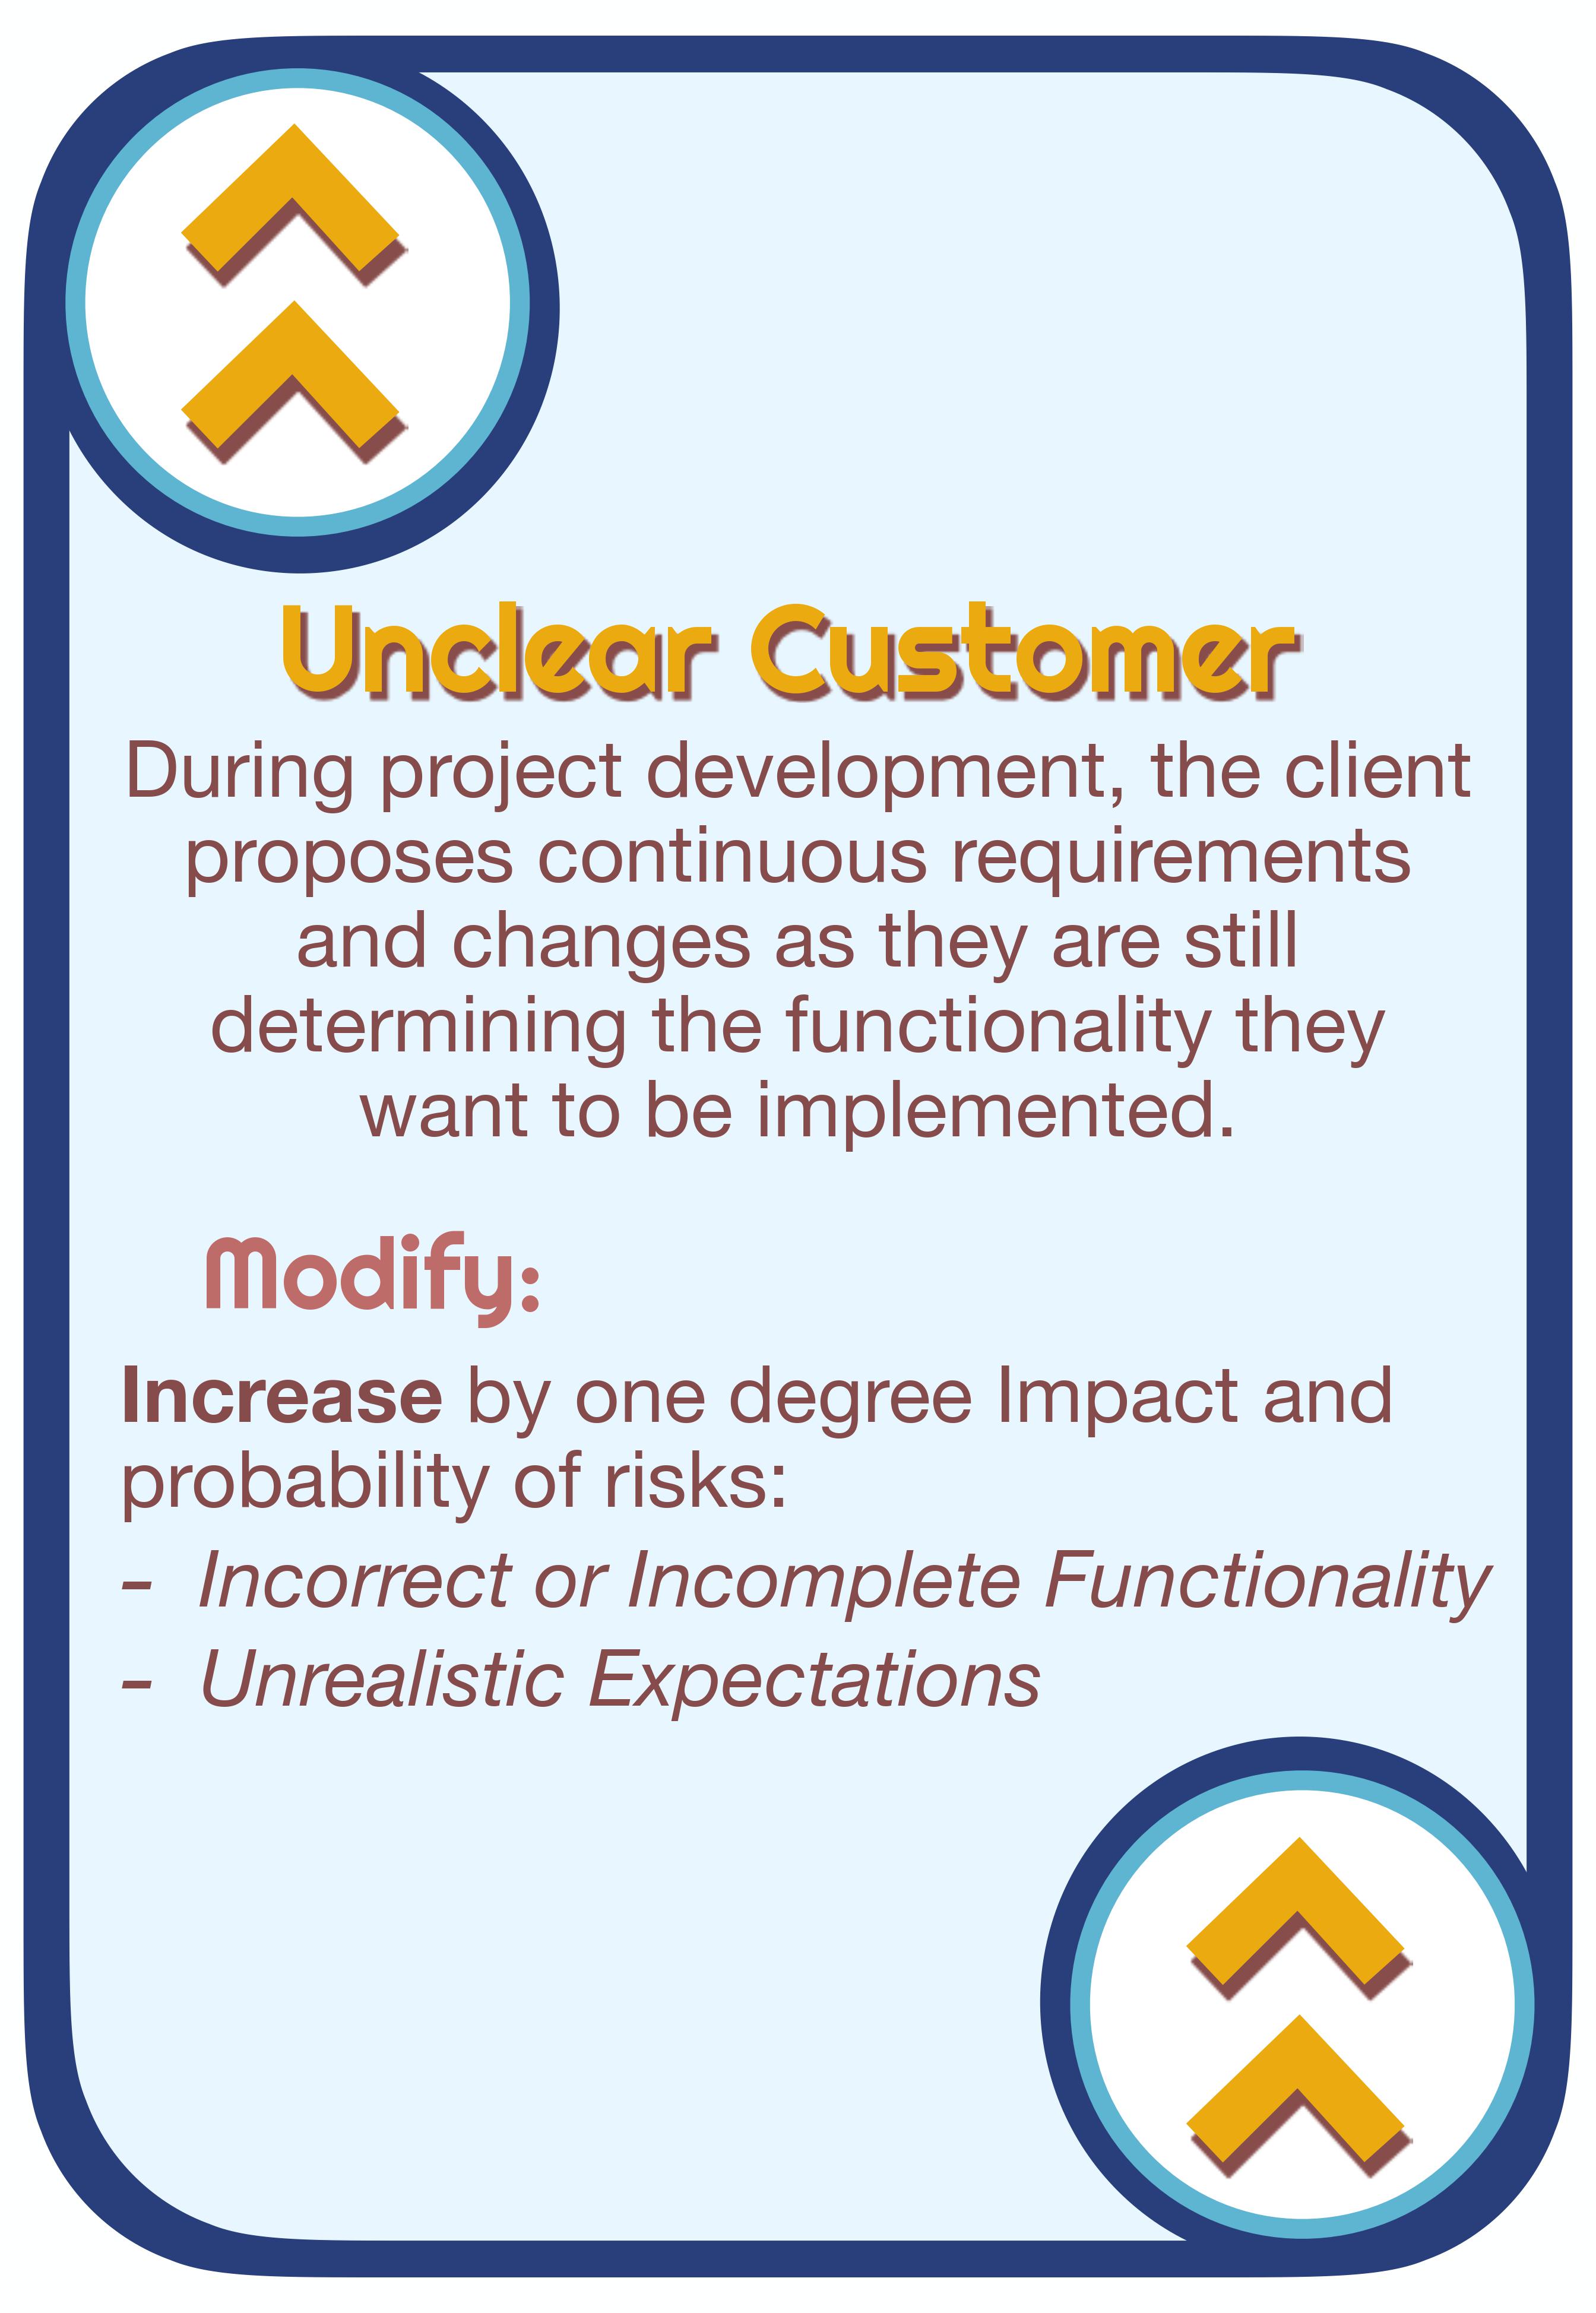 Unclear Customer
During project development, the client
proposes continuous requirements
and changes as they are still
determining the functionality they
want to be implemented.
Modify:
Increase by one degree Impact and
probability of risks:
- Incorrect or Incomplete Functionality
- Unrealistic Expectations